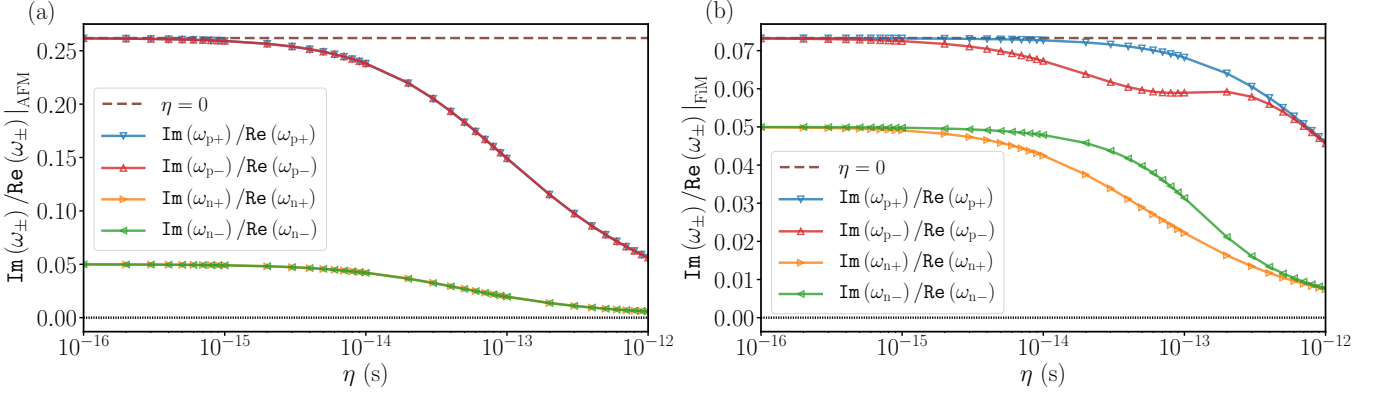 (a)
Im (ω±) / Re (ω±) |AFM
0.25
0.20
0.15
0.10
0.05
0.00
η = 0
Im (ωp+) / Re (ωp+)
Im (ωp−) / Re (ωp−)
Im (ωn+) / Re (ωn+)
Im (ωn−) / Re (ωn−)
10−16 10−15 10−14 10−13 10−12
η (s)
(b)
Im (ω±) / Re (ω±) |FiM
0.07
0.06
0.05
0.04
0.03
0.02
0.01
0.00
η = 0
Im (ωp+) / Re (ωp+)
Im (ωp−) / Re (ωp−)
Im (ωn+) / Re (ωn+)
Im (ωn−) / Re (ωn−)
10−16 10−15 10−14 10−13 10−12
η (s)